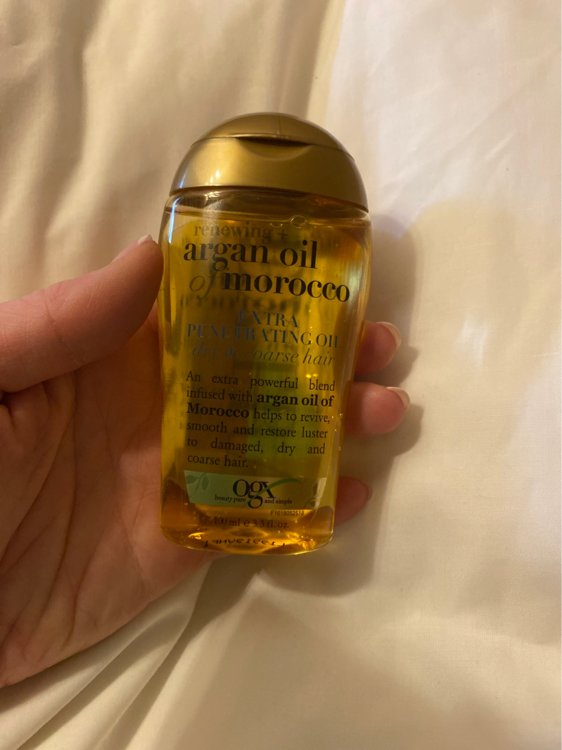 renewing +
argan oil
of morocco
EXTRA
PENETRATING OIL
dry & coarse hair
An extra powerful blend
infused with argan oil of
Morocco helps to revive,
smooth and restore luster
to damaged, dry and
coarse hair.
ogx
beauty pure and simple
100 ml e 3.3 fl. oz.